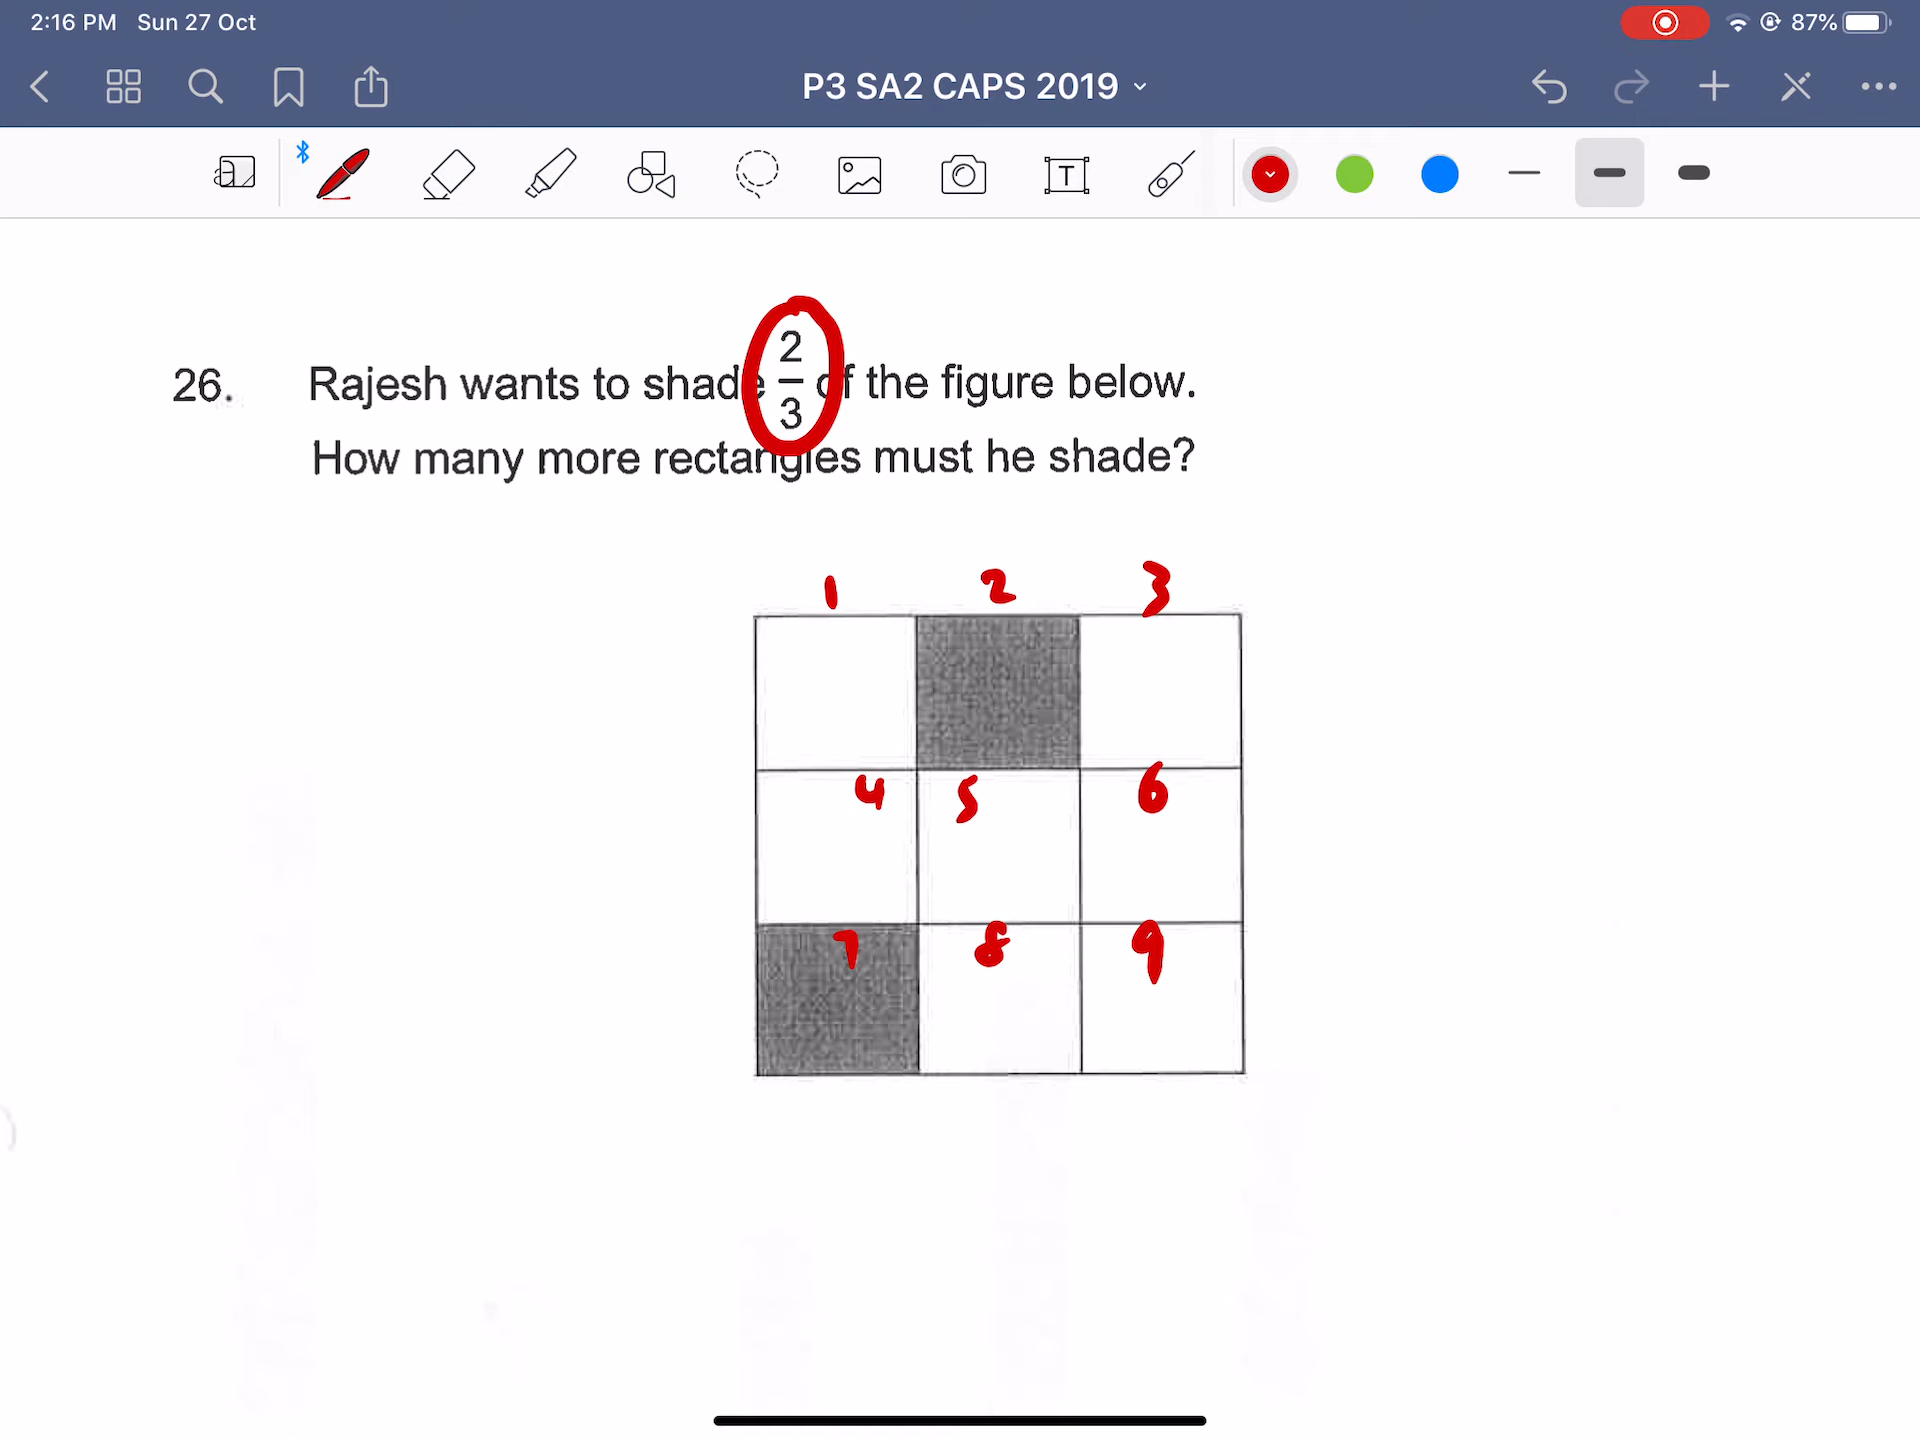 2:16 PM Sun 27 Oct
87%
P3 SA2 CAPS 2019
T
26. Rajesh wants to shade 2/3 of the figure below.
How many more rectangles must he shade?
1 2 3
4 5 6
7 8 9